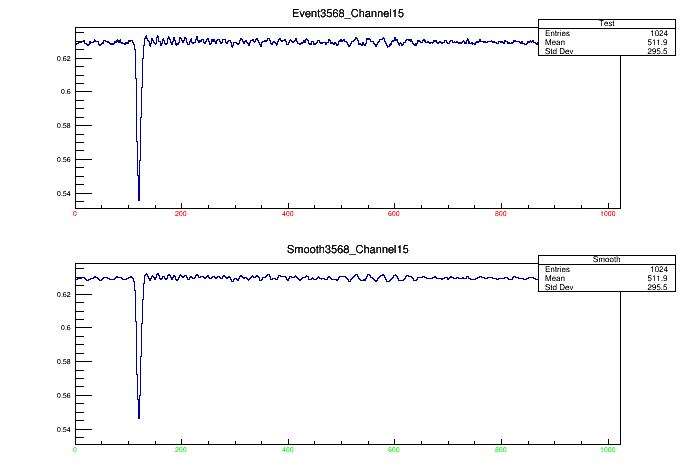 Event3568_Channel15
Test
Entries 1024
Mean 511.9
Std Dev 295.5
0.62
0.6
0.58
0.56
0.54
0 200 400 600 800 1000
Smooth3568_Channel15
Smooth
Entries 1024
Mean 511.9
Std Dev 295.5
0.62
0.6
0.58
0.56
0.54
0 200 400 600 800 1000